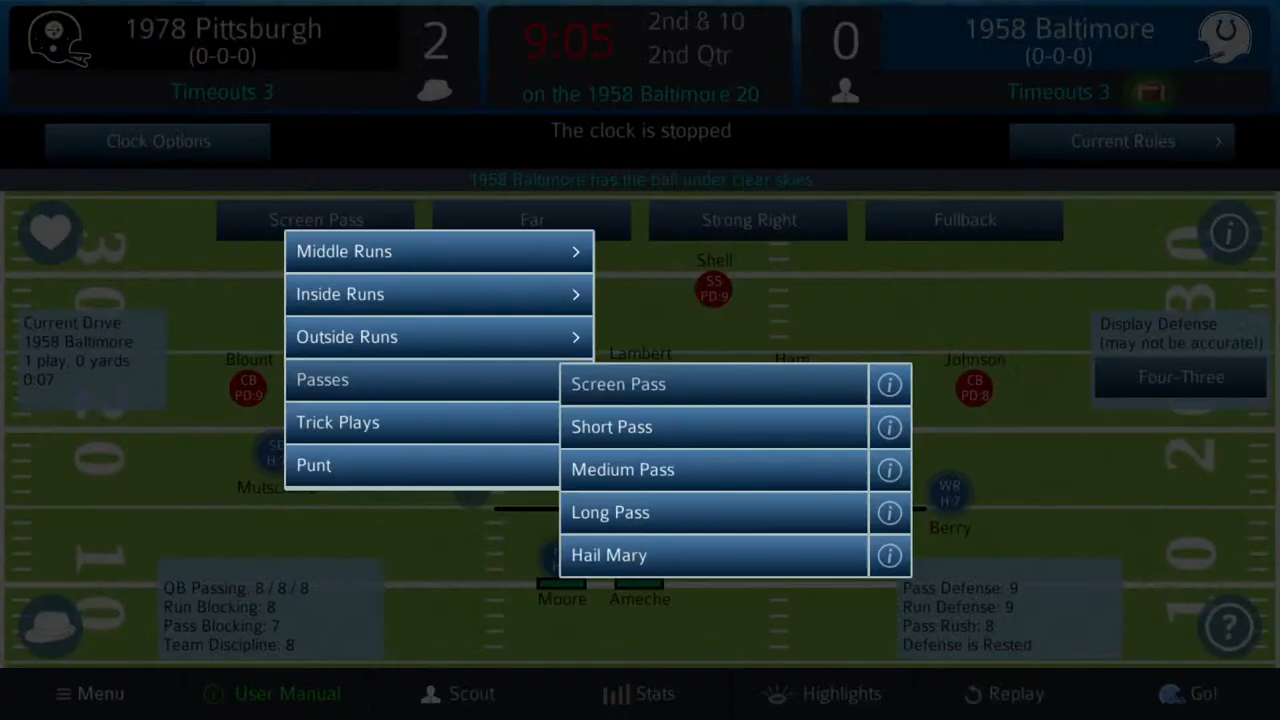 1978 Pittsburgh
(0-0-0)
Timeouts 3
2
9:05
2nd & 10
2nd Qtr
on the 1958 Baltimore 20
0
1958 Baltimore
(0-0-0)
Timeouts 3
Clock Options
The clock is stopped
Current Rules
1958 Baltimore has the ball under clear skies.
Screen Pass
Far
Strong Right
Fullback
Middle Runs
Inside Runs
Outside Runs
Passes
Trick Plays
Punt
Screen Pass
Short Pass
Medium Pass
Long Pass
Hail Mary
Shell
SS
PD:9
Current Drive
1958 Baltimore
1 play, 0 yards
0:07
Blount
CB
PD:9
Lambert
Ham
Johnson
CB
PD:8
Display Defense
(may not be accurate!)
Four-Three
WR
H:7
Berry
Moore
Ameche
QB Passing, 8 / 8 / 8
Run Blocking: 8
Pass Blocking: 7
Team Discipline: 8
Pass Defense: 9
Run Defense: 9
Pass Rush: 8
Defense is Rested
Menu
User Manual
Scout
Stats
Highlights
Replay
Go!